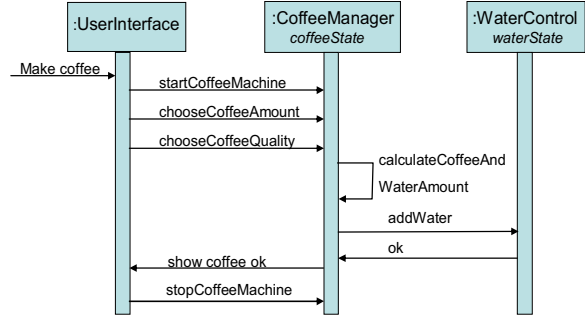 :UserInterface
:CoffeeManager
coffeeState
:WaterControl
waterState
Make coffee
startCoffeeMachine
chooseCoffeeAmount
chooseCoffeeQuality
calculateCoffeeAnd
WaterAmount
addWater
ok
show coffee ok
stopCoffeeMachine